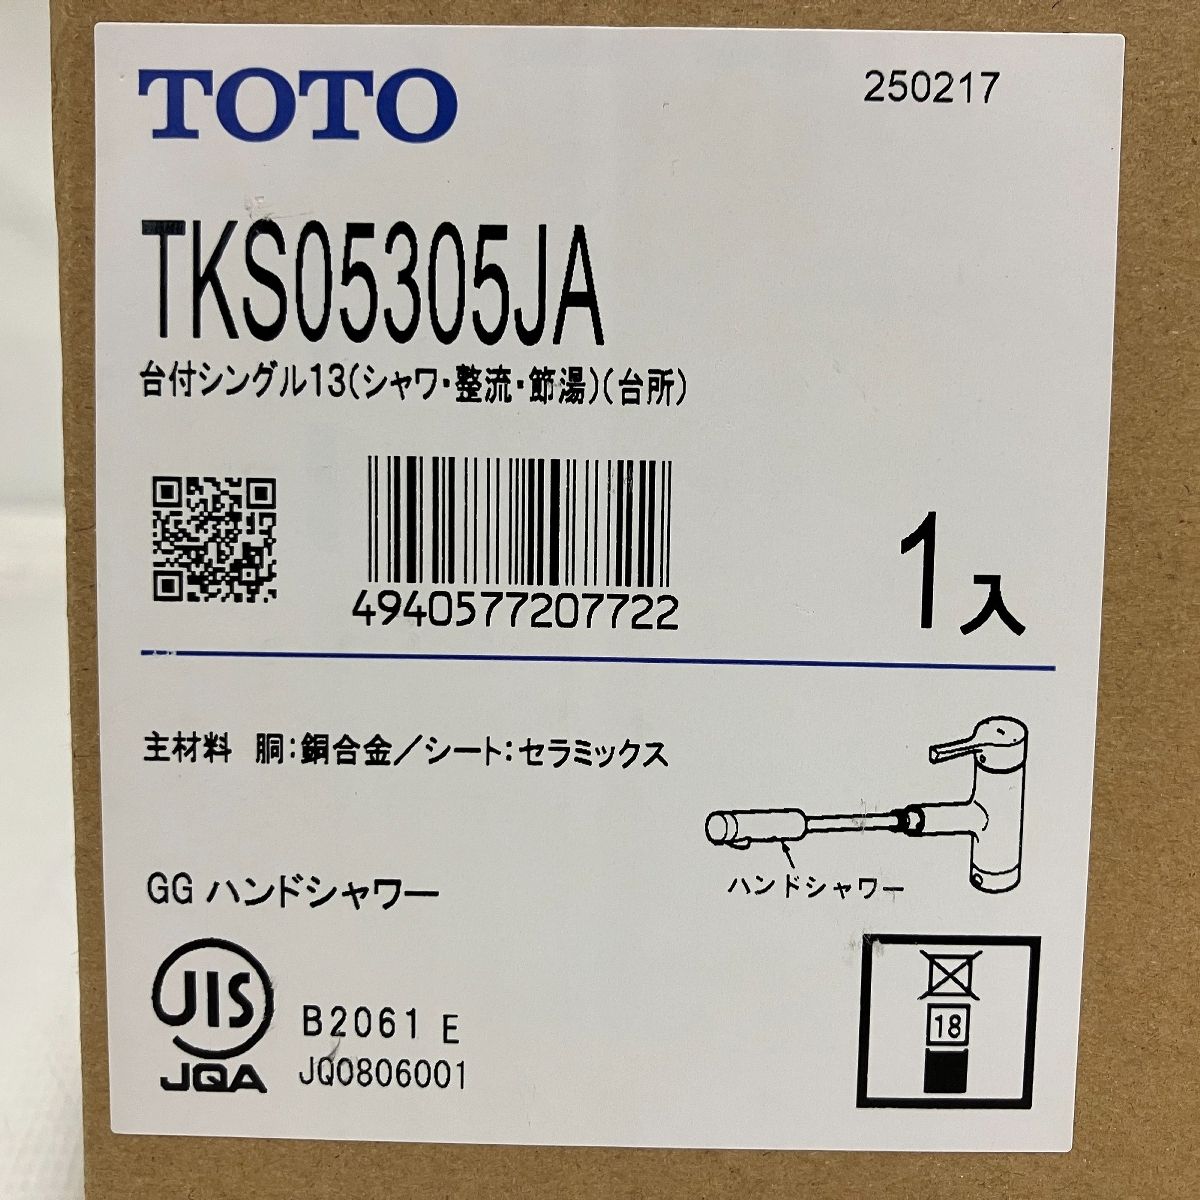 TOTO
250217
TKS05305JA
台付シングル13(シャワ・整流・節湯)(台所)
4940577207722
1入
主材料 胴:銅合金/シート:セラミックス
ハンドシャワー
GG ハンドシャワー
JIS
JQA
B2061 E
JQ0806001
18